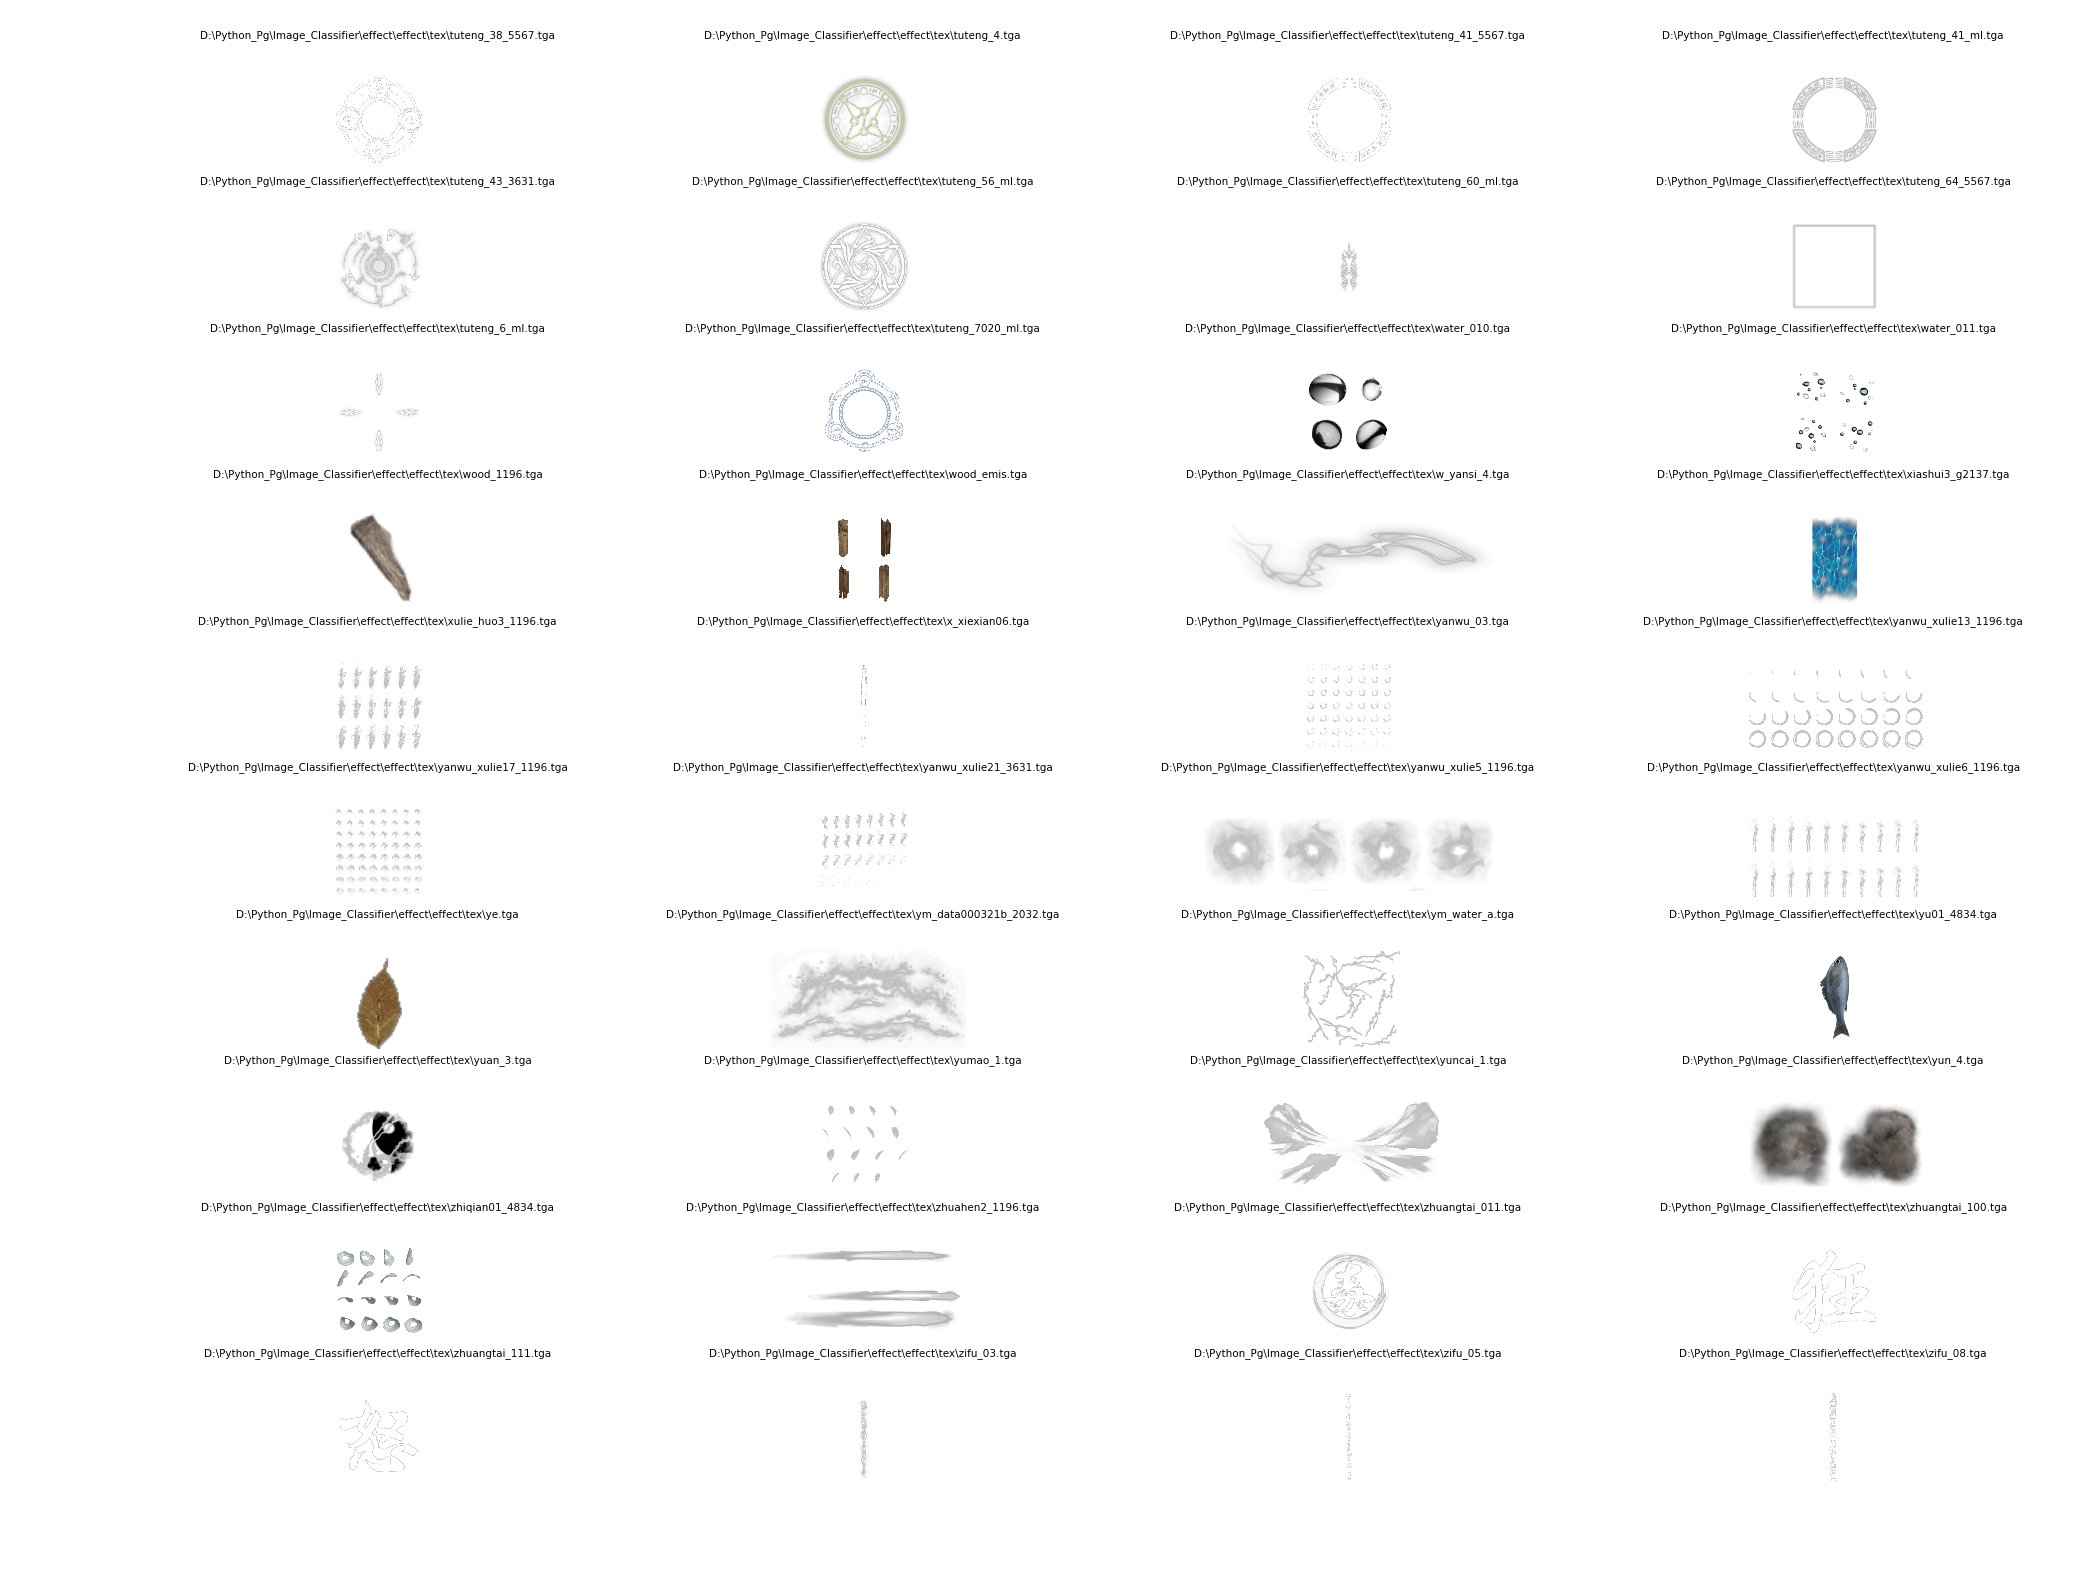 D:\Python_Pg\Image_Classifier\effect\effect\tex\tuteng_38_5567.tga
D:\Python_Pg\Image_Classifier\effect\effect\tex\tuteng_4.tga
D:\Python_Pg\Image_Classifier\effect\effect\tex\tuteng_41_5567.tga
D:\Python_Pg\Image_Classifier\effect\effect\tex\tuteng_41_ml.tga
D:\Python_Pg\Image_Classifier\effect\effect\tex\tuteng_43_3631.tga
D:\Python_Pg\Image_Classifier\effect\effect\tex\tuteng_56_ml.tga
D:\Python_Pg\Image_Classifier\effect\effect\tex\tuteng_60_ml.tga
D:\Python_Pg\Image_Classifier\effect\effect\tex\tuteng_64_5567.tga
D:\Python_Pg\Image_Classifier\effect\effect\tex\tuteng_6_ml.tga
D:\Python_Pg\Image_Classifier\effect\effect\tex\tuteng_7020_ml.tga
D:\Python_Pg\Image_Classifier\effect\effect\tex\water_010.tga
D:\Python_Pg\Image_Classifier\effect\effect\tex\water_011.tga
D:\Python_Pg\Image_Classifier\effect\effect\tex\wood_1196.tga
D:\Python_Pg\Image_Classifier\effect\effect\tex\wood_emis.tga
D:\Python_Pg\Image_Classifier\effect\effect\tex\w_yansi_4.tga
D:\Python_Pg\Image_Classifier\effect\effect\tex\xiashui3_g2137.tga
D:\Python_Pg\Image_Classifier\effect\effect\tex\xulie_huo3_1196.tga
D:\Python_Pg\Image_Classifier\effect\effect\tex\x_xiexian06.tga
D:\Python_Pg\Image_Classifier\effect\effect\tex\yanwu_03.tga
D:\Python_Pg\Image_Classifier\effect\effect\tex\yanwu_xulie13_1196.tga
D:\Python_Pg\Image_Classifier\effect\effect\tex\yanwu_xulie17_1196.tga
D:\Python_Pg\Image_Classifier\effect\effect\tex\yanwu_xulie21_3631.tga
D:\Python_Pg\Image_Classifier\effect\effect\tex\yanwu_xulie5_1196.tga
D:\Python_Pg\Image_Classifier\effect\effect\tex\yanwu_xulie6_1196.tga
D:\Python_Pg\Image_Classifier\effect\effect\tex\ye.tga
D:\Python_Pg\Image_Classifier\effect\effect\tex\ym_data000321b_2032.tga
D:\Python_Pg\Image_Classifier\effect\effect\tex\ym_water_a.tga
D:\Python_Pg\Image_Classifier\effect\effect\tex\yu01_4834.tga
D:\Python_Pg\Image_Classifier\effect\effect\tex\yuan_3.tga
D:\Python_Pg\Image_Classifier\effect\effect\tex\yumao_1.tga
D:\Python_Pg\Image_Classifier\effect\effect\tex\yuncai_1.tga
D:\Python_Pg\Image_Classifier\effect\effect\tex\yun_4.tga
D:\Python_Pg\Image_Classifier\effect\effect\tex\zhiqian01_4834.tga
D:\Python_Pg\Image_Classifier\effect\effect\tex\zhuahen2_1196.tga
D:\Python_Pg\Image_Classifier\effect\effect\tex\zhuangtai_011.tga
D:\Python_Pg\Image_Classifier\effect\effect\tex\zhuangtai_100.tga
狂
D:\Python_Pg\Image_Classifier\effect\effect\tex\zhuangtai_111.tga
D:\Python_Pg\Image_Classifier\effect\effect\tex\zifu_03.tga
D:\Python_Pg\Image_Classifier\effect\effect\tex\zifu_05.tga
D:\Python_Pg\Image_Classifier\effect\effect\tex\zifu_08.tga
怒